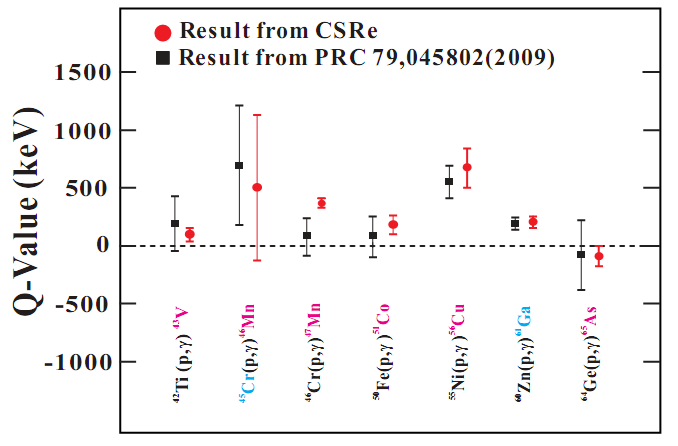 Result from CSRe
Result from PRC 79,045802(2009)
Q-Value (keV)
1500
1000
500
0
-500
-1000
⁴²Ti (p,γ) ⁴³V
⁴⁵Cr(p,γ)⁴⁶Mn
⁴⁶Cr(p,γ)⁴⁷Mn
⁵⁰Fe(p,γ)⁵¹Co
⁵⁵Ni(p,γ)⁵⁶Cu
⁶⁰Zn(p,γ)⁶¹Ga
⁶⁴Ge(p,γ)⁶⁵As